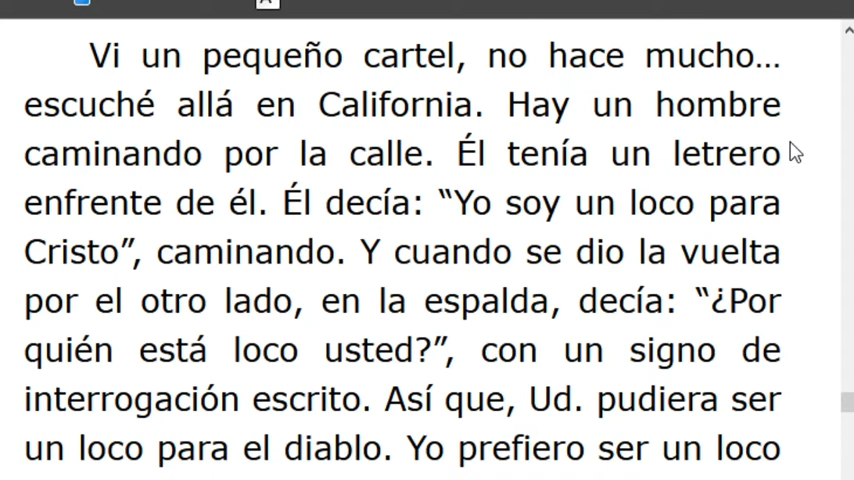 Vi un pequeño cartel, no hace mucho…
escuché allá en California. Hay un hombre
caminando por la calle. Él tenía un letrero
enfrente de él. Él decía: “Yo soy un loco para
Cristo”, caminando. Y cuando se dio la vuelta
por el otro lado, en la espalda, decía: “¿Por
quién está loco usted?”, con un signo de
interrogación escrito. Así que, Ud. pudiera ser
un loco para el diablo. Yo prefiero ser un loco